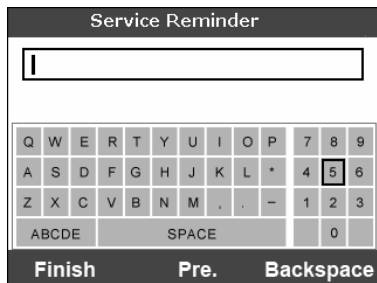 Service Reminder
Q W E R T Y U I O P 7 8 9
A S D F G H J K L * 4 5 6
Z X C V B N M , . – 1 2 3
ABCDE SPACE 0
Finish Pre. Backspace